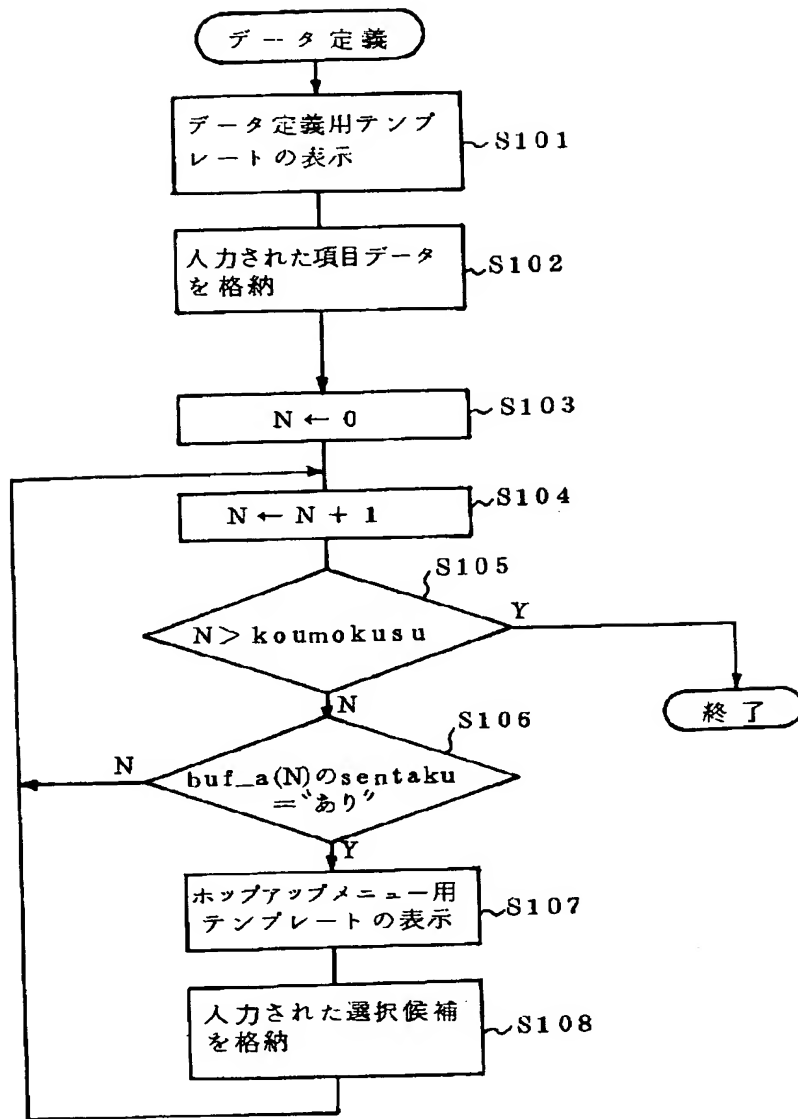 データ定義
データ定義用テンプ
レートの表示
S101
入力された項目データ
を格納
S102
N ← 0
S103
N ← N + 1
S104
S105
N > koumokusu
Y
N
終了
S106
N
buf_a(N)のsentaku
="あり"
Y
ホップアップメニュー用
テンプレートの表示
S107
入力された選択候補
を格納
S108